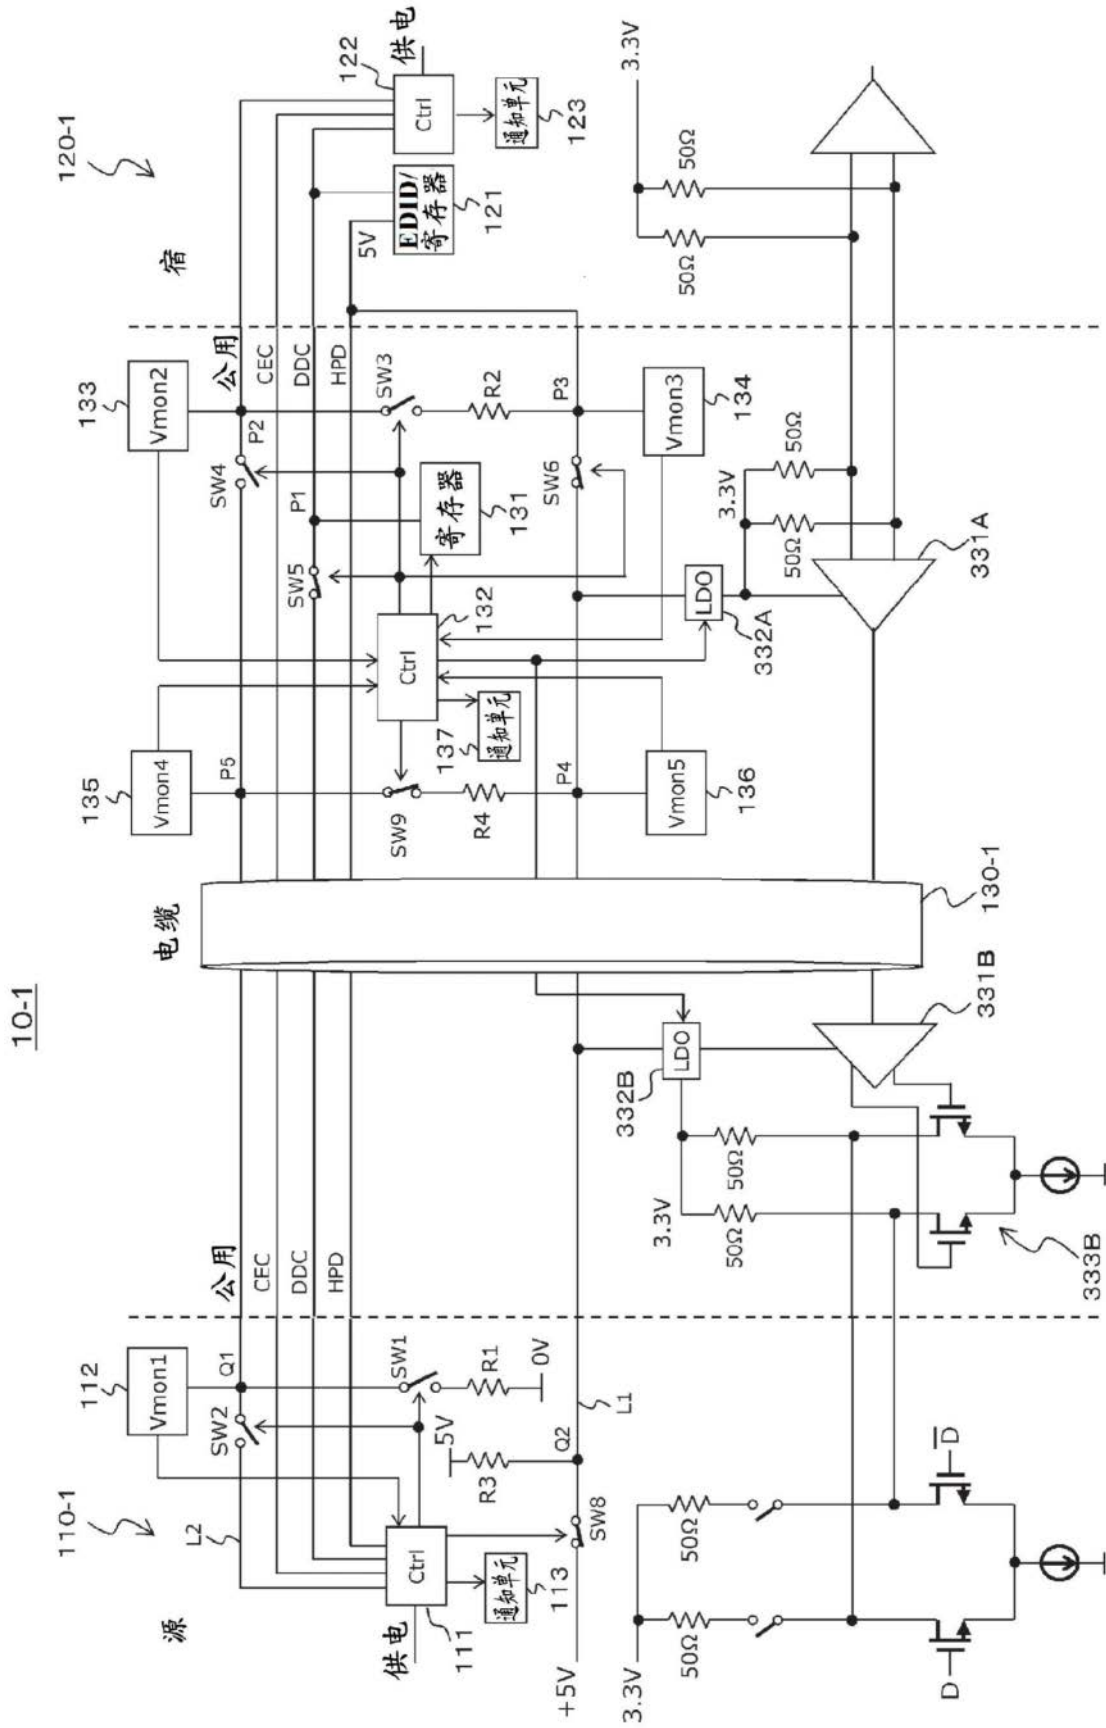 10-1
源
110-1
电缆
宿
120-1
112
Vmon1
135
Vmon4
133
Vmon2
L2
SW2
Q1
公用
P5
SW4
P2
公用
CEC
CEC
DDC
SW5
P1
DDC
HPD
HPD
供电
111
Ctrl
SW1
R1
0V
5V
R3
SW9
R4
Ctrl
132
寄存器
131
SW3
R2
5V
EDID/
寄存器
121
Ctrl
122
供电
通知单元
113
通知单元
137
通知单元
123
+5V
SW8
Q2
L1
P4
SW6
P3
Vmon5
136
Vmon3
134
332B
LDO
332A
LDO
3.3V
3.3V
50Ω
50Ω
3.3V
50Ω
50Ω
3.3V
50Ω
50Ω
50Ω
50Ω
331B
130-1
331A
333B
D
D̅